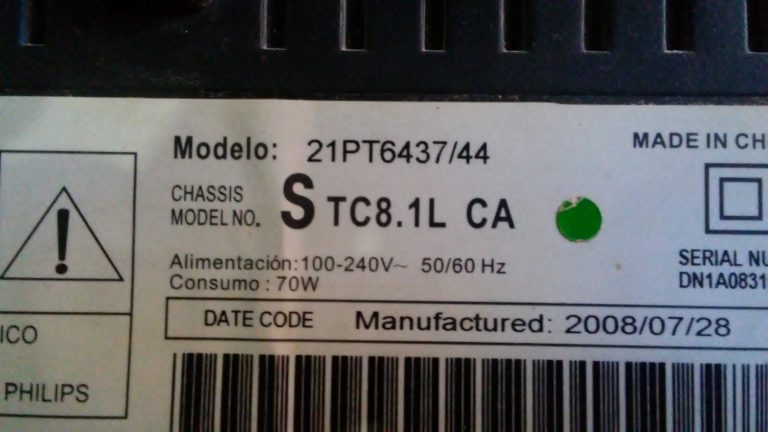 Modelo: 21PT6437/44
MADE IN CH
CHASSIS
MODEL NO. S TC8.1L CA
Alimentación:100-240V~ 50/60 Hz
Consumo : 70W
SERIAL NU
DN1A0831
DATE CODE Manufactured: 2008/07/28
ICO
PHILIPS